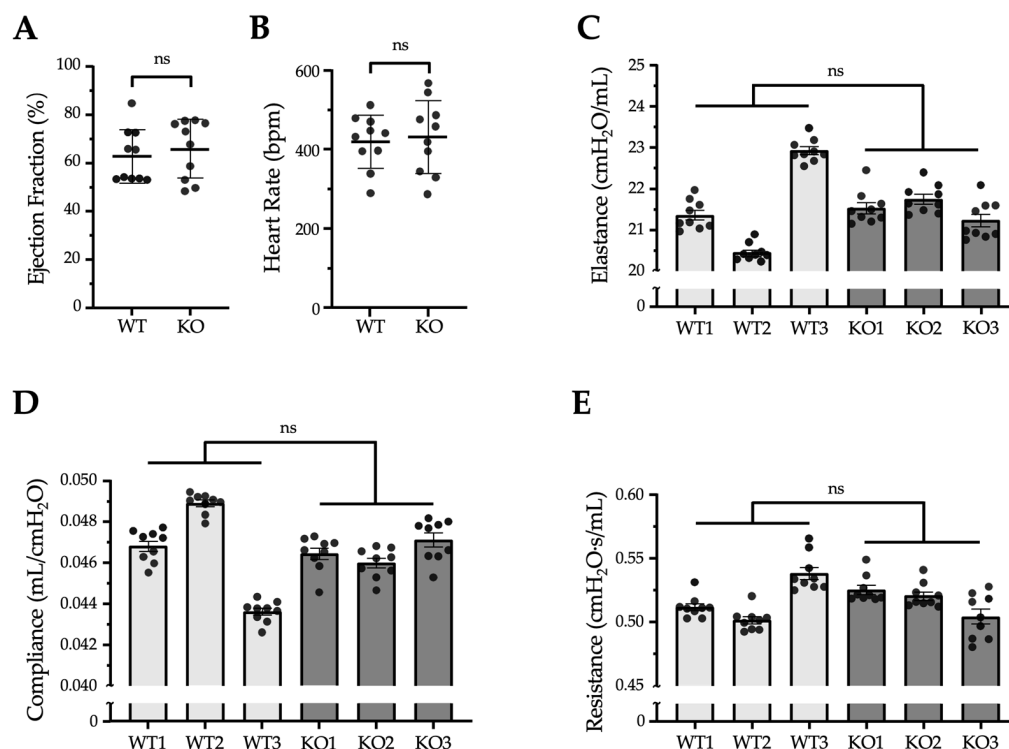 A
ns
Ejection Fraction (%)
100
80
60
40
20
0
WT
KO
B
ns
Heart Rate (bpm)
600
400
200
0
WT
KO
C
ns
Elastance (cmH₂O/mL)
25
24
23
22
21
20
0
WT1
WT2
WT3
KO1
KO2
KO3
D
ns
Compliance (mL/cmH₂O)
0.050
0.048
0.046
0.044
0.042
0.040
0
WT1
WT2
WT3
KO1
KO2
KO3
E
ns
Resistance (cmH₂O·s/mL)
0.60
0.55
0.50
0.45
0
WT1
WT2
WT3
KO1
KO2
KO3